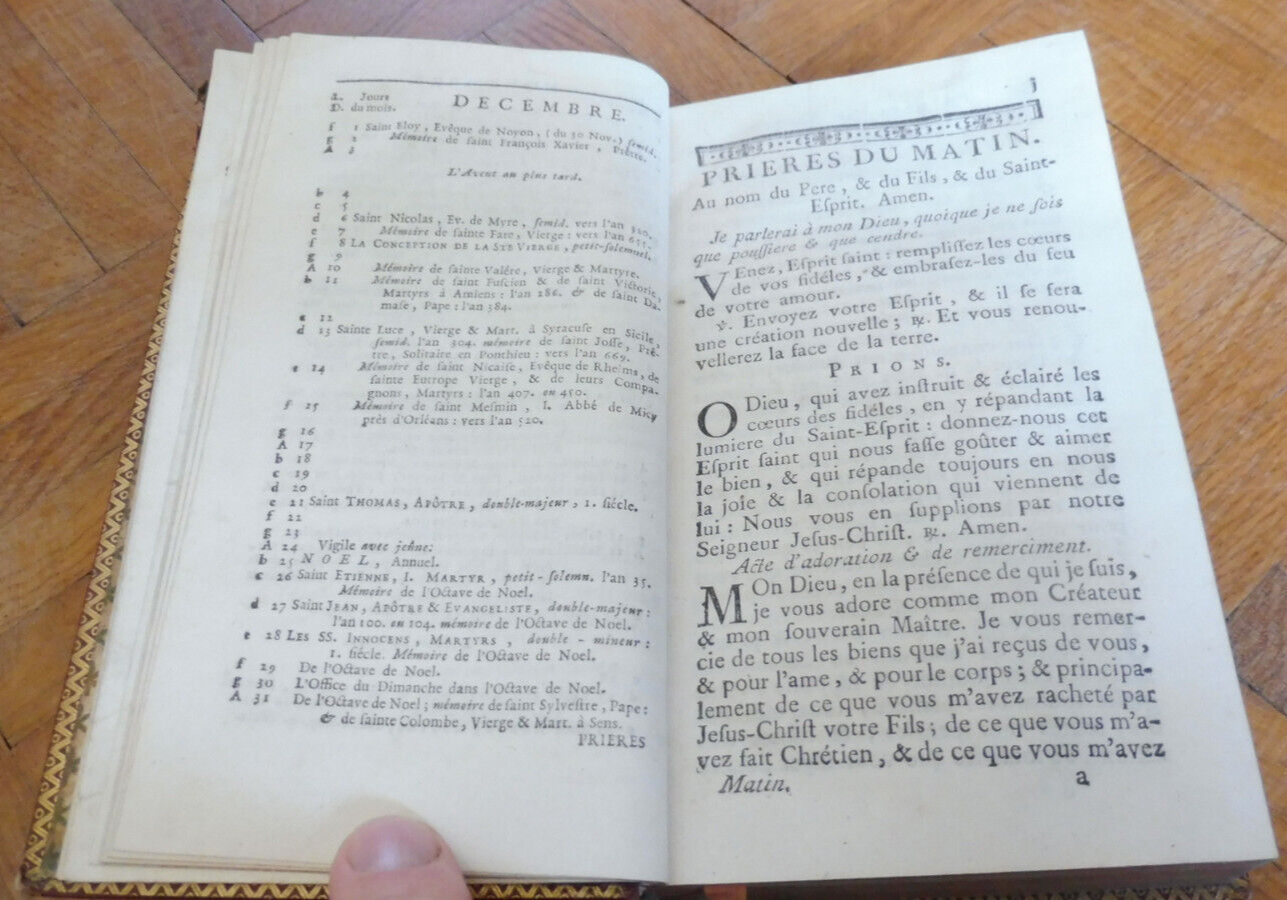 L. Jours DECEMBRE.
D. du mois.
f 1 Saint Eloy, Evêque de Noyon, (du 30 Nov.) ſemid.
g 2 Mémoire de ſaint François Xavier, Prêtre.
A 3
L'Avent au plus tard.
b 4
c 5
d 6 Saint Nicolas, Ev. de Myre, ſemid. vers l'an 320.
e 7 Mémoire de ſainte Fare, Vierge: vers l'an 655.
f 8 LA CONCEPTION DE LA STE VIERGE, petit-ſolemnel.
g 9
A 10 Mémoire de ſainte Valére, Vierge & Martyre.
b 11 Mémoire de ſaint Fuſcien & de ſaint Victoric,
Martyrs à Amiens: l'an 286. & de ſaint Da-
maſe, Pape: l'an 384.
c 12
d 13 Sainte Luce, Vierge & Mart. à Syracuſe en Sicile,
ſemid. l'an 304. mémoire de ſaint Joſſe, Prê-
tre, Solitaire en Ponthieu: vers l'an 669.
e 14 Mémoire de ſaint Nicaiſe, Evêque de Rheims, de
ſainte Eutrope Vierge, & de leurs Compa-
gnons, Martyrs: l'an 407. en 450.
f 15 Mémoire de ſaint Meſmin, I. Abbé de Micy
près d'Orléans: vers l'an 520.
g 16
A 17
b 18
c 19
d 20
e 21 Saint THOMAS, APÔTRE, double-majeur, 1. ſiécle.
f 22
g 23
A 24 Vigile avec jeûne.
b 25 NOEL, Annuel.
c 26 Saint ETIENNE, I. MARTYR, petit-ſolemn. l'an 35.
Mémoire de l'Octave de Noel.
d 27 Saint JEAN, APÔTRE & EVANGELISTE, double-majeur:
l'an 100. en 104. mémoire de l'Octave de Noel.
e 28 LES SS. INNOCENS, MARTYRS, double-mineur:
1. ſiécle. Mémoire de l'Octave de Noel.
f 29 De l'Octave de Noel.
g 30 L'Office du Dimanche dans l'Octave de Noel.
A 31 De l'Octave de Noel; mémoire de ſaint Sylveſtre, Pape:
& de ſainte Colombe, Vierge & Mart. à Sens.
PRIERES
j
PRIERES DU MATIN.
Au nom du Pere, & du Fils, & du Saint-
Eſprit. Amen.
Je parlerai à mon Dieu, quoique je ne ſois
que pouſſiere & que cendre.
VEnez, Eſprit ſaint: rempliſſez les cœurs
de vos fidéles, & embraſez-les du feu
de votre amour.
℣. Envoyez votre Eſprit, & il ſe fera
une création nouvelle; ℟. Et vous renou-
vellerez la face de la terre.
PRIONS.
O Dieu, qui avez inſtruit & éclairé les
cœurs des fidéles, en y répandant la
lumiere du Saint-Eſprit: donnez-nous cet
Eſprit ſaint qui nous faſſe goûter & aimer
le bien, & qui répande toujours en nous
la joie & la conſolation qui viennent de
lui: Nous vous en ſupplions par notre
Seigneur Jeſus-Chriſt. ℟. Amen.
Acte d'adoration & de remerciment.
MOn Dieu, en la préſence de qui je ſuis,
je vous adore comme mon Créateur
& mon ſouverain Maître. Je vous remer-
cie de tous les biens que j'ai reçus de vous,
& pour l'ame, & pour le corps; & principa-
lement de ce que vous m'avez racheté par
Jeſus-Chriſt votre Fils; de ce que vous m'a-
vez fait Chrétien, & de ce que vous m'avez
Matin. a